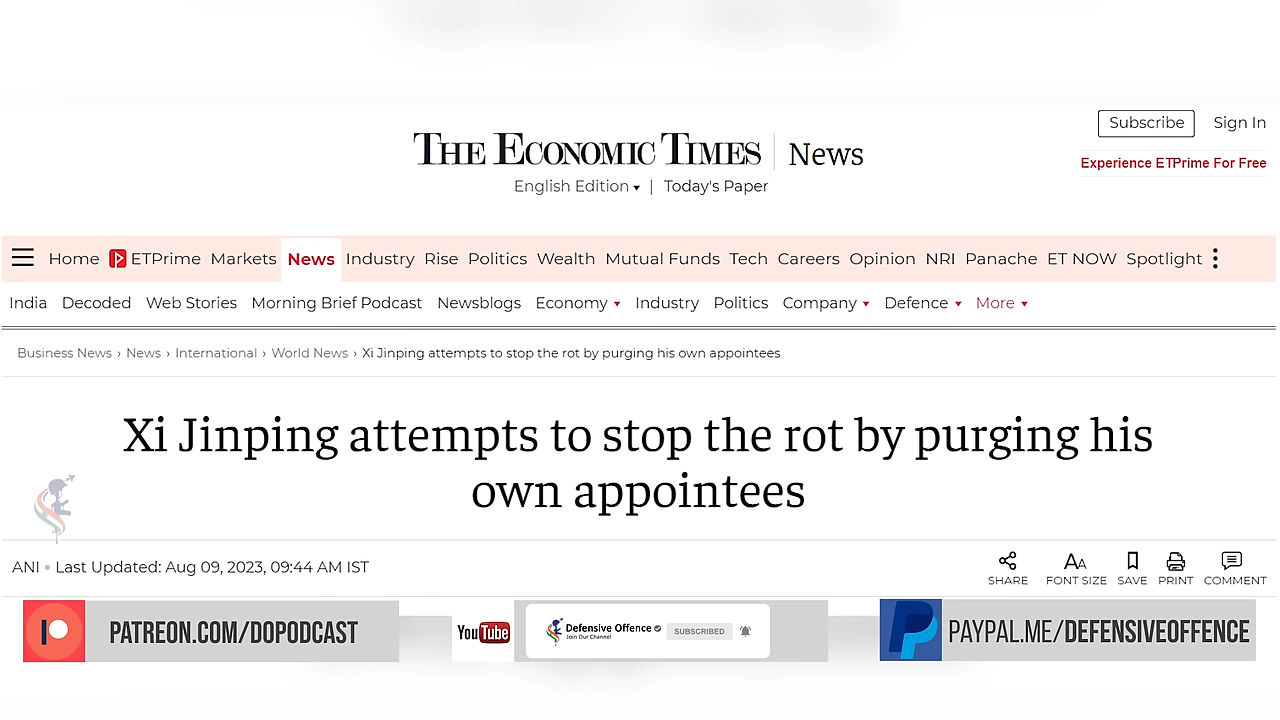 Subscribe
Sign In
THE ECONOMIC TIMES | News
Experience ETPrime For Free
English Edition | Today's Paper
Home ETPrime Markets News Industry Rise Politics Wealth Mutual Funds Tech Careers Opinion NRI Panache ET NOW Spotlight
India Decoded Web Stories Morning Brief Podcast Newsblogs Economy Industry Politics Company Defence More
Business News › News › International › World News › Xi Jinping attempts to stop the rot by purging his own appointees
Xi Jinping attempts to stop the rot by purging his
own appointees
ANI • Last Updated: Aug 09, 2023, 09:44 AM IST
SHARE FONT SIZE SAVE PRINT COMMENT
PATREON.COM/DOPODCAST
YouTube
Defensive Offence
Join Our Channel
SUBSCRIBED
PAYPAL.ME/DEFENSIVEOFFENCE